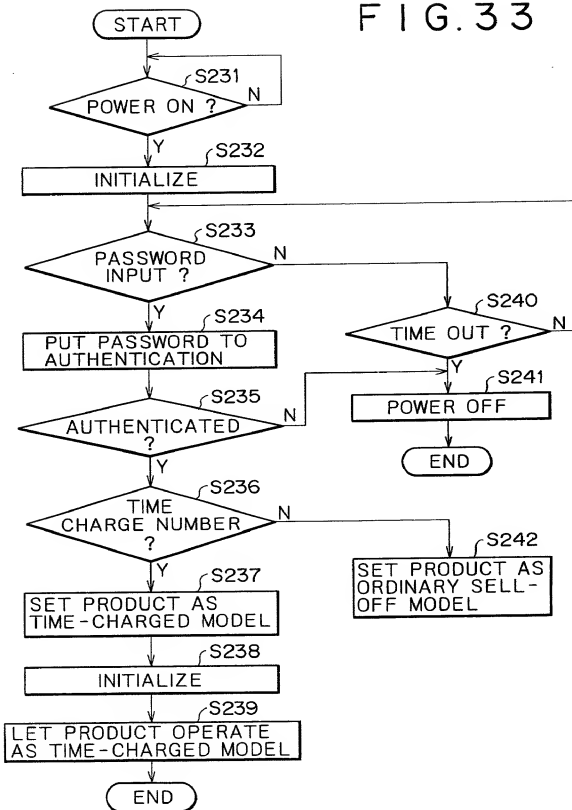 FIG.33
START
S231
POWER ON ?
N
Y
S232
INITIALIZE
S233
PASSWORD
INPUT ?
N
Y
S234
PUT PASSWORD TO
AUTHENTICATION
S235
AUTHENTICATED
?
N
Y
S236
TIME
CHARGE NUMBER
?
N
Y
S237
SET PRODUCT AS
TIME-CHARGED MODEL
S238
INITIALIZE
S239
LET PRODUCT OPERATE
AS TIME-CHARGED MODEL
END
S240
TIME OUT ?
N
Y
S241
POWER OFF
END
S242
SET PRODUCT AS
ORDINARY SELL-
OFF MODEL